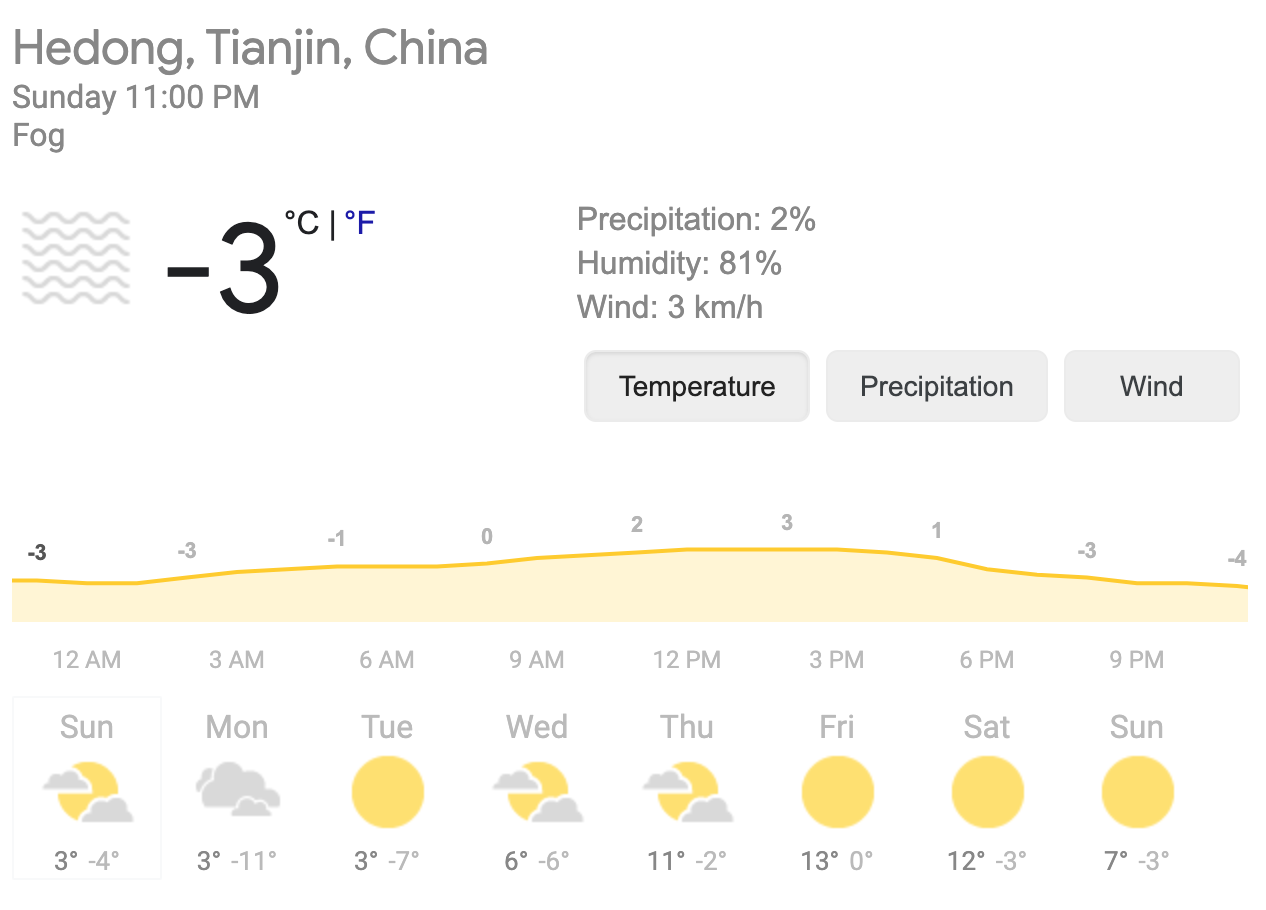 Hedong, Tianjin, China
Sunday 11:00 PM
Fog
-3 °C | °F
Precipitation: 2%
Humidity: 81%
Wind: 3 km/h
Temperature Precipitation Wind
-3 -3 -1 0 2 3 1 -3 -4
12 AM 3 AM 6 AM 9 AM 12 PM 3 PM 6 PM 9 PM
Sun Mon Tue Wed Thu Fri Sat Sun
3° -4° 3° -11° 3° -7° 6° -6° 11° -2° 13° 0° 12° -3° 7° -3°